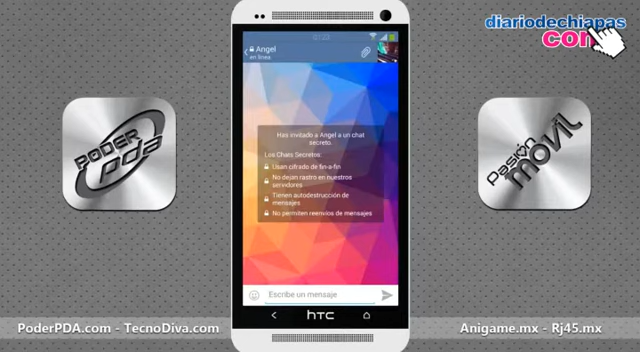 diariodechiapas
com
01:23
Angel
en línea
PODER
pda
Pasión
móvil
Has invitado a Angel a un chat
secreto.
Los Chats Secretos:
Usan cifrado de fin-a-fin
No dejan rastro en nuestros
servidores
Tienen autodestrucción de
mensajes
No permiten reenvíos de mensajes
Escribe un mensaje
hTC
PoderPDA.com - TecnoDiva.com
Anigame.mx - Rj45.mx